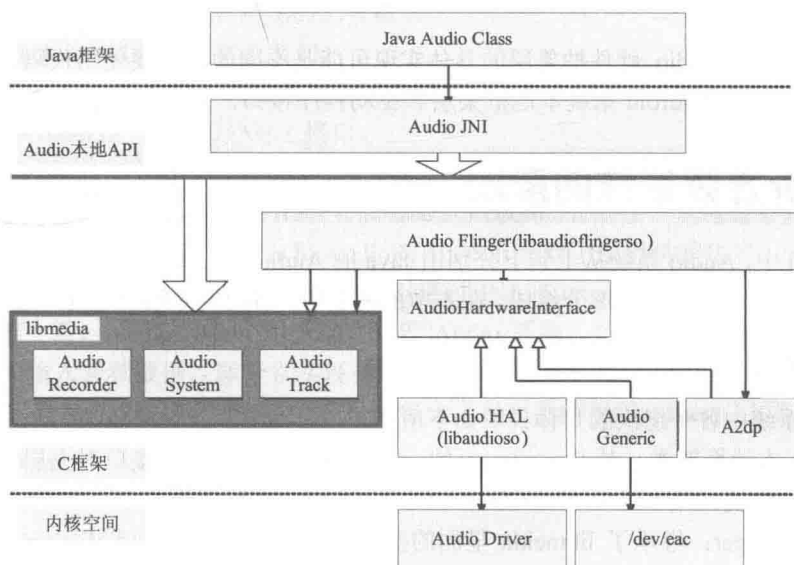 Java框架
Java Audio Class
Audio JNI
Audio本地API
Audio Flinger(libaudioflingerso )
AudioHardwareInterface
libmedia
Audio
Recorder
Audio
System
Audio
Track
Audio HAL
(libaudioso)
Audio
Generic
A2dp
C框架
内核空间
Audio Driver
/dev/eac